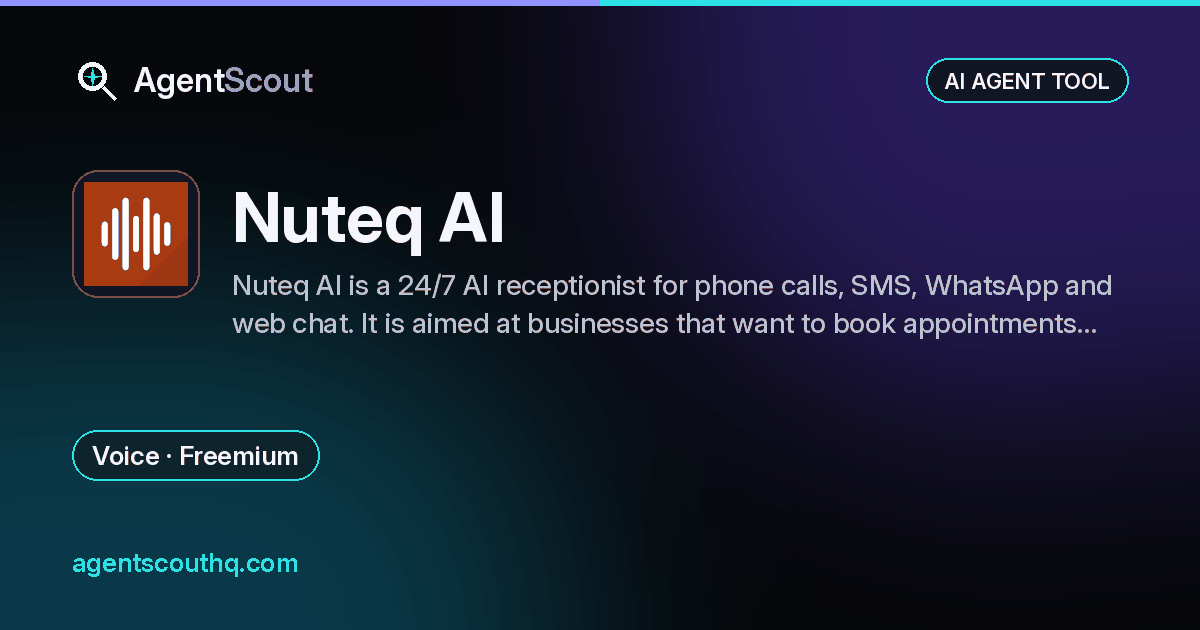 AgentScout
AI AGENT TOOL
Nuteq AI
Nuteq AI is a 24/7 AI receptionist for phone calls, SMS, WhatsApp and
web chat. It is aimed at businesses that want to book appointments...
Voice · Freemium
agentscouthq.com